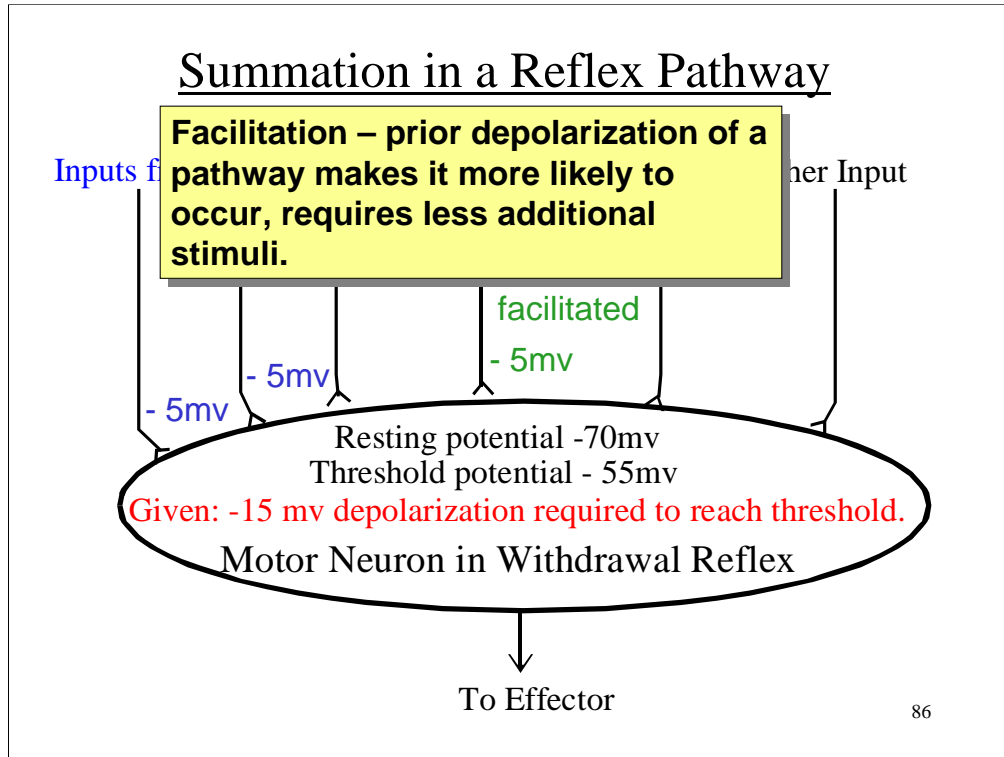 Summation in a Reflex Pathway
Facilitation – prior depolarization of a
pathway makes it more likely to
occur, requires less additional
stimuli.
Inputs
Input
facilitated
- 5mv
- 5mv
- 5mv
Resting potential -70mv
Threshold potential - 55mv
Given: -15 mv depolarization required to reach threshold.
Motor Neuron in Withdrawal Reflex
To Effector
86